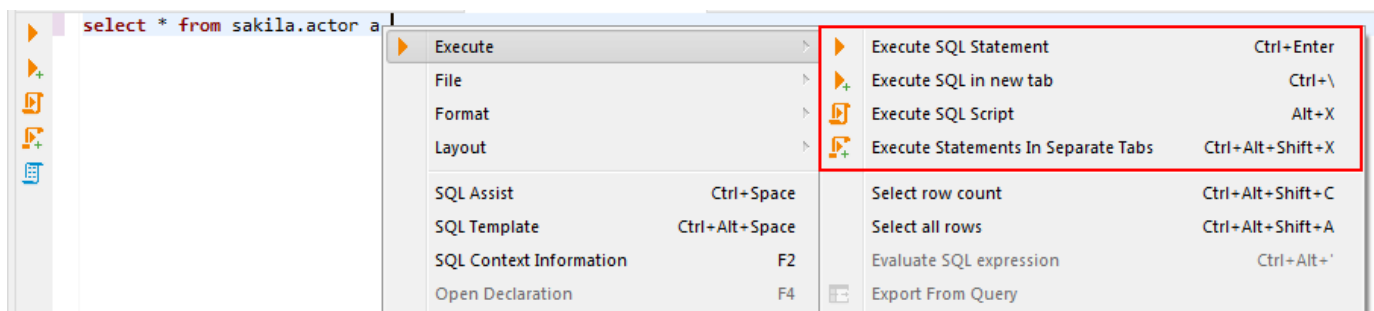 select * from sakila.actor a
Execute
File
Format
Layout
SQL Assist Ctrl+Space
SQL Template Ctrl+Alt+Space
SQL Context Information F2
Open Declaration F4
Execute SQL Statement Ctrl+Enter
Execute SQL in new tab Ctrl+\
Execute SQL Script Alt+X
Execute Statements In Separate Tabs Ctrl+Alt+Shift+X
Select row count Ctrl+Alt+Shift+C
Select all rows Ctrl+Alt+Shift+A
Evaluate SQL expression Ctrl+Alt+'
Export From Query